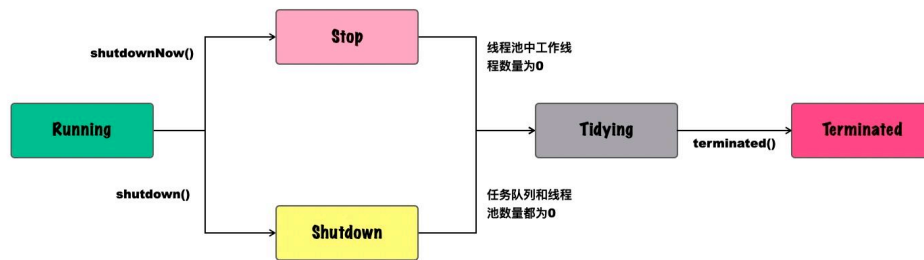 Stop
shutdownNow()
线程池中工作线
程数量为0
Running
Tidying
terminated()
Terminated
shutdown()
任务队列和线程
池数量都为0
Shutdown